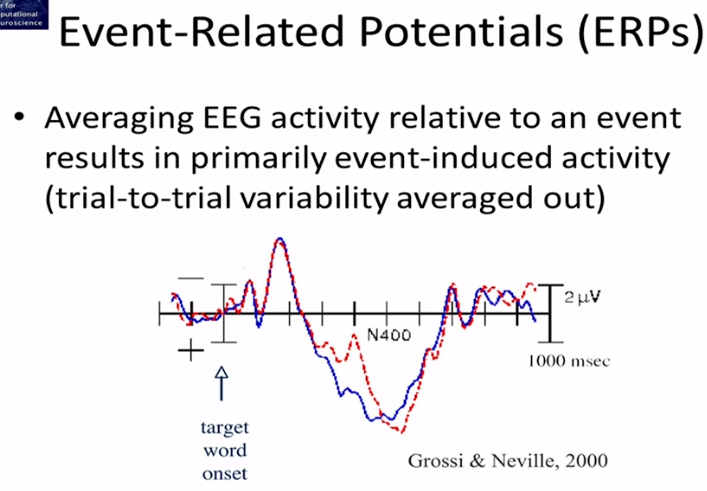 r for
putational
uroscience
Event-Related Potentials (ERPs)
• Averaging EEG activity relative to an event
results in primarily event-induced activity
(trial-to-trial variability averaged out)
—
+
2 µV
N400
1000 msec
target
word
onset
Grossi & Neville, 2000